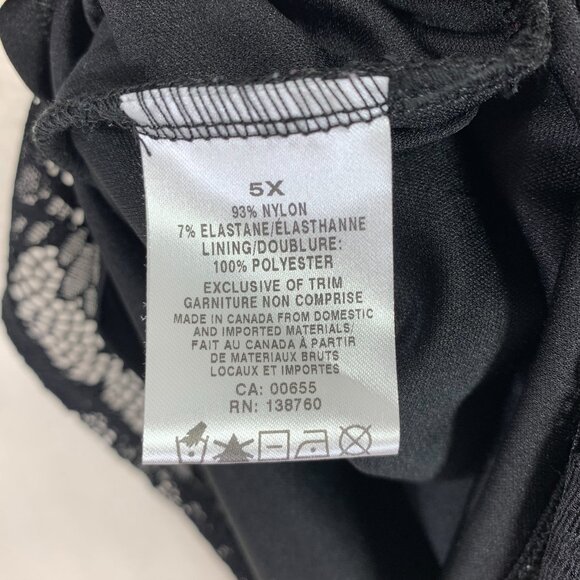 5X
93% NYLON
7% ELASTANE/ÉLASTHANNE
LINING/DOUBLURE:
100% POLYESTER
EXCLUSIVE OF TRIM
GARNITURE NON COMPRISE
MADE IN CANADA FROM DOMESTIC
AND IMPORTED MATERIALS/
FAIT AU CANADA À PARTIR
DE MATERIAUX BRUTS
LOCAUX ET IMPORTES
CA: 00655
RN: 138760